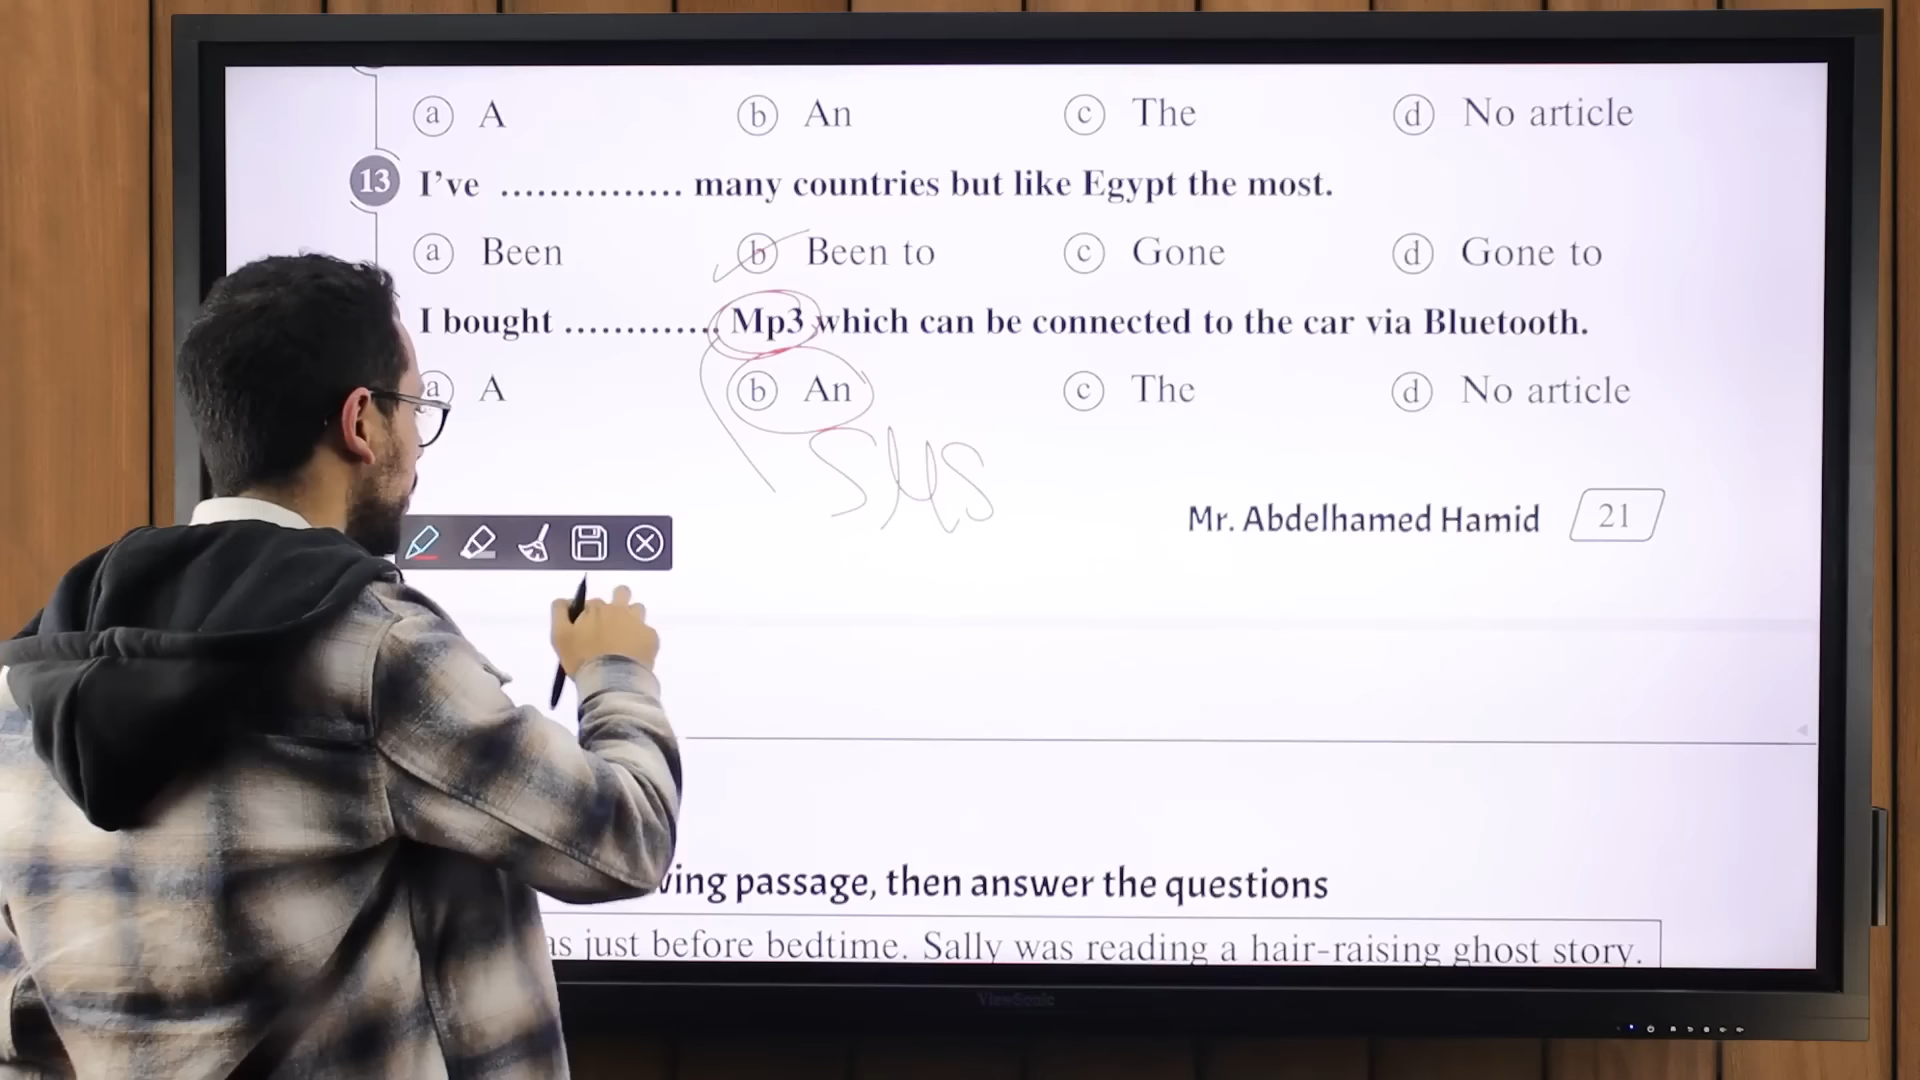 a A b An c The d No article
13 I've ............... many countries but like Egypt the most.
a Been b Been to c Gone d Gone to
I bought ............. Mp3 which can be connected to the car via Bluetooth.
a A b An c The d No article
SMS
Mr. Abdelhamed Hamid 21
ving passage, then answer the questions
as just before bedtime. Sally was reading a hair-raising ghost story.
ViewSonic